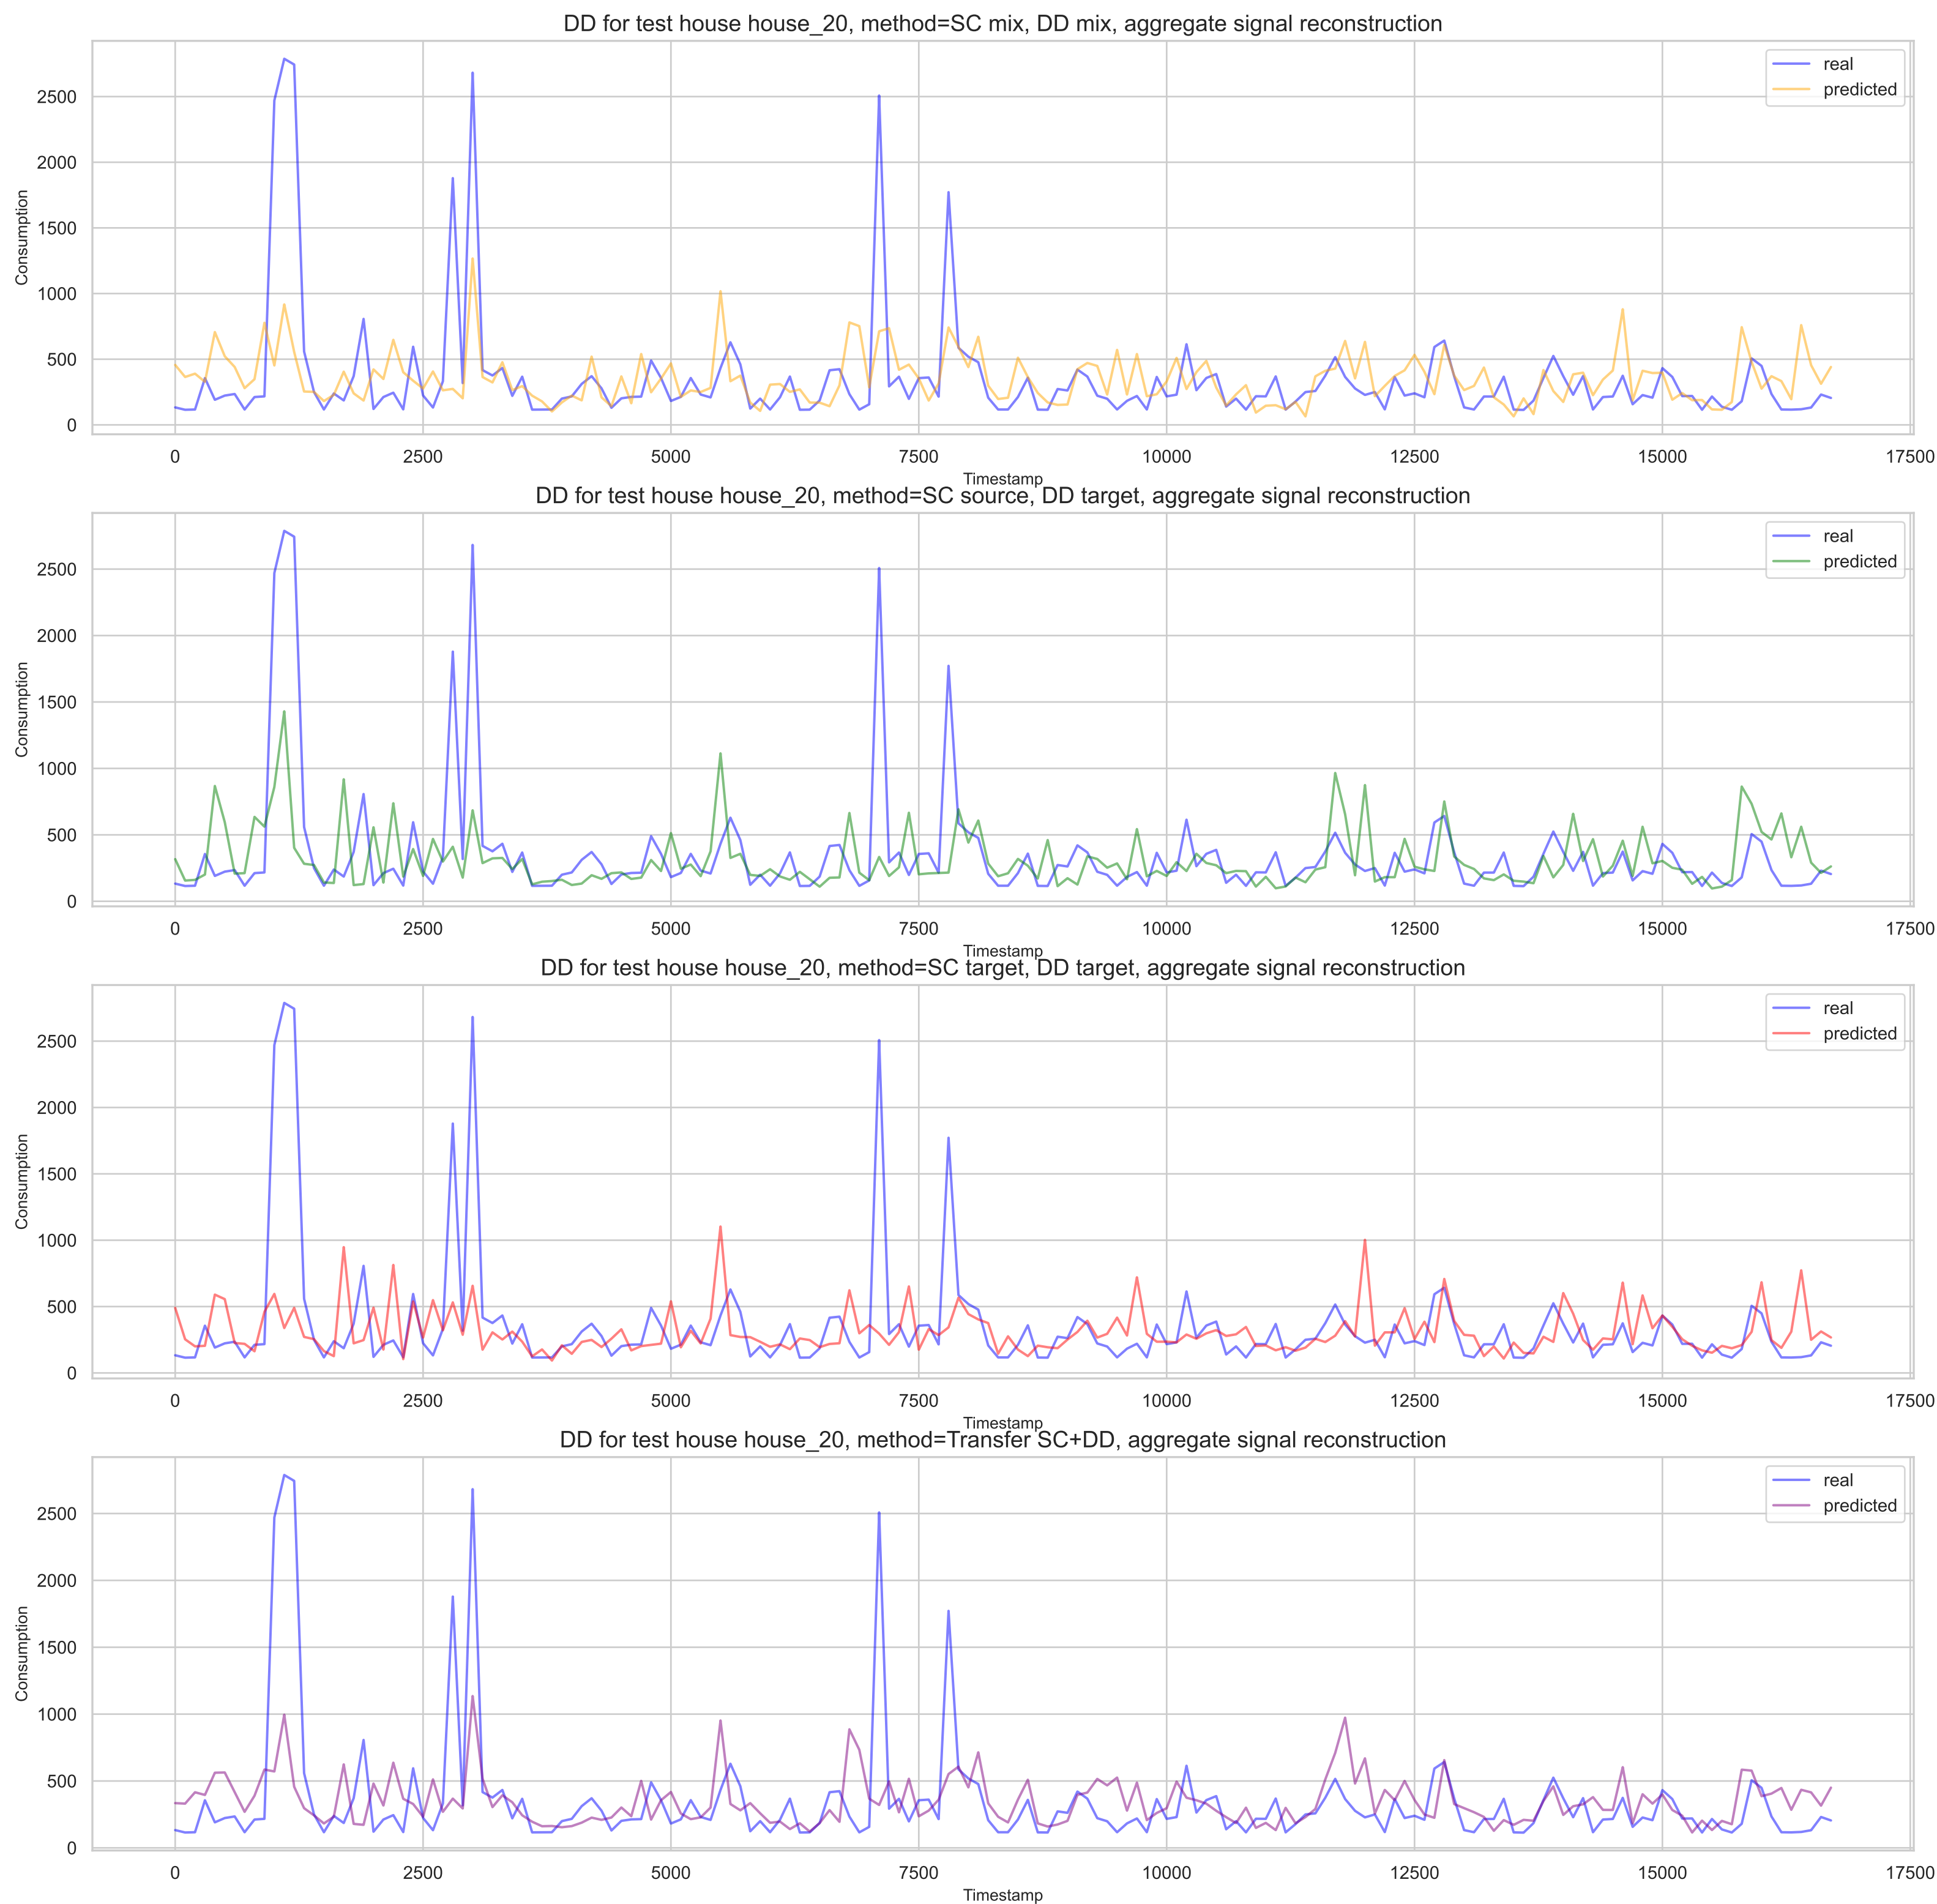 DD for test house house_20, method=SC mix, DD mix, aggregate signal reconstruction
real
predicted
2500
2000
1500
1000
500
0
Consumption
0 2500 5000 7500 10000 12500 15000 17500
Timestamp
DD for test house house_20, method=SC source, DD target, aggregate signal reconstruction
real
predicted
2500
2000
1500
1000
500
0
Consumption
0 2500 5000 7500 10000 12500 15000 17500
Timestamp
DD for test house house_20, method=SC target, DD target, aggregate signal reconstruction
real
predicted
2500
2000
1500
1000
500
0
Consumption
0 2500 5000 7500 10000 12500 15000 17500
Timestamp
DD for test house house_20, method=Transfer SC+DD, aggregate signal reconstruction
real
predicted
2500
2000
1500
1000
500
0
Consumption
0 2500 5000 7500 10000 12500 15000 17500
Timestamp